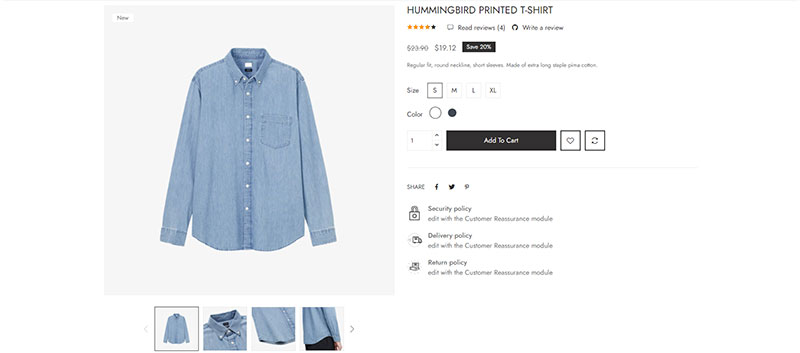 New
HUMMINGBIRD PRINTED T-SHIRT
Read reviews (4) Write a review
$23.90 $19.12 Save 20%
Regular fit, round neckline, short sleeves. Made of extra long staple pima cotton.
Size S M L XL
Color
1 Add To Cart
SHARE
Security policy
edit with the Customer Reassurance module
Delivery policy
edit with the Customer Reassurance module
Return policy
edit with the Customer Reassurance module